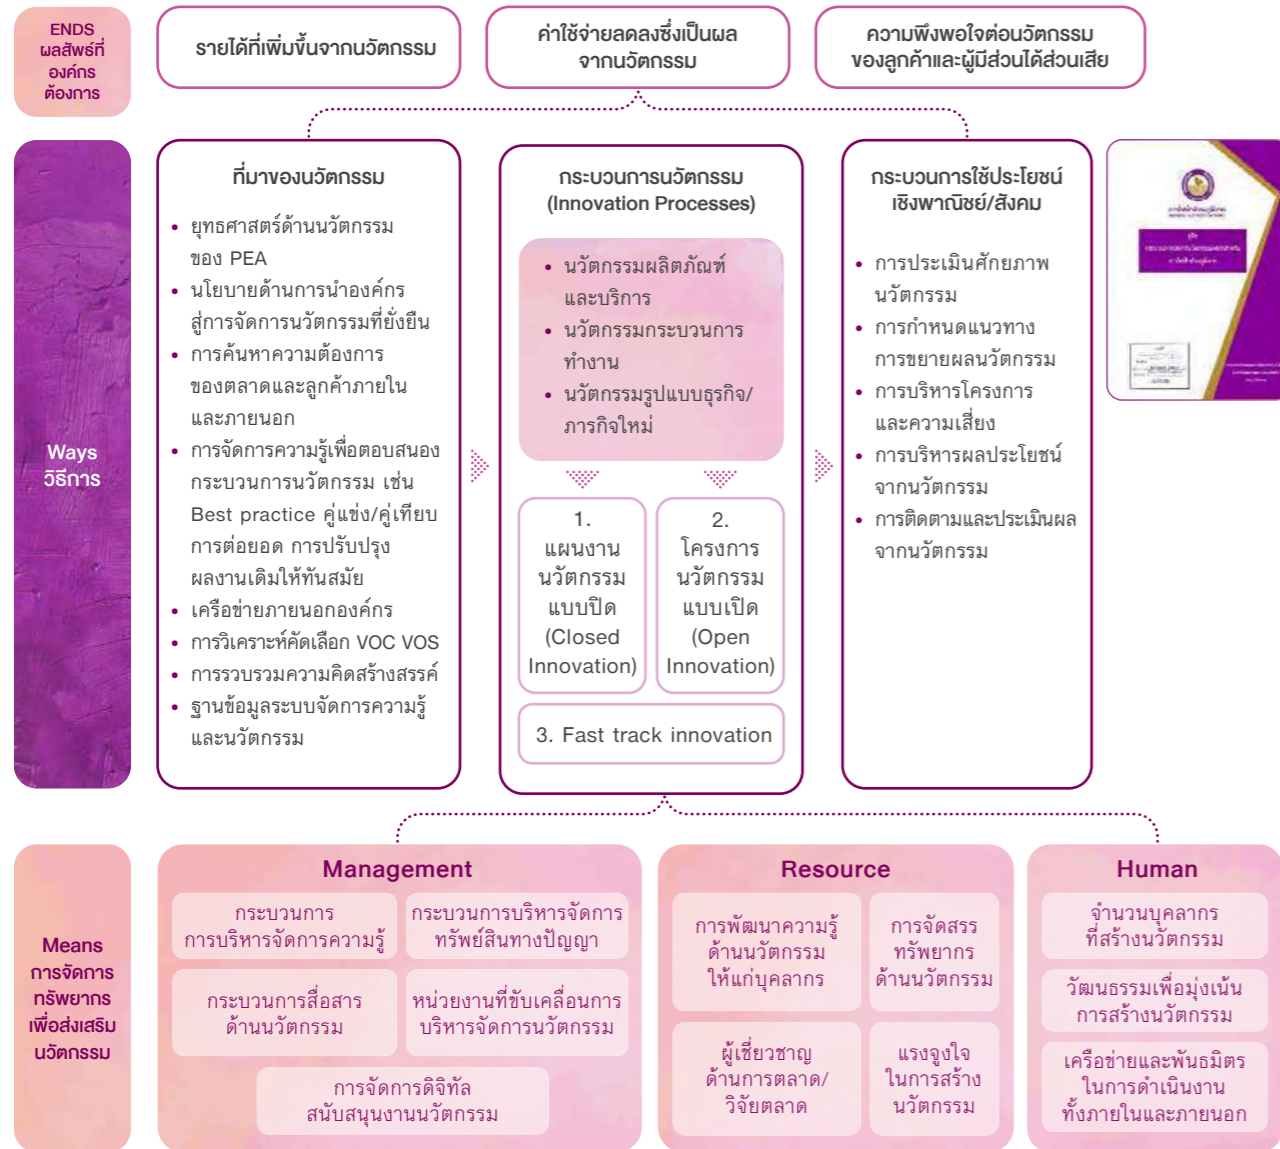 ENDS
ผลลัพธ์ที่
องค์กร
ต้องการ
รายได้ที่เพิ่มขึ้นจากนวัตกรรม
ค่าใช้จ่ายลดลงซึ่งเป็นผล
จากนวัตกรรม
ความพึงพอใจต่อนวัตกรรม
ของลูกค้าและผู้มีส่วนได้ส่วนเสีย
Ways
วิธีการ
ที่มาของนวัตกรรม
• ยุทธศาสตร์ด้านนวัตกรรม
ของ PEA
• นโยบายด้านการนำองค์กร
สู่การจัดการนวัตกรรมที่ยั่งยืน
• การค้นหาความต้องการ
ของตลาดและลูกค้าภายใน
และภายนอก
• การจัดการความรู้เพื่อตอบสนอง
กระบวนการนวัตกรรม เช่น
Best practice คู่แข่ง/คู่เทียบ
การต่อยอด การปรับปรุง
ผลงานเดิมให้ทันสมัย
• เครือข่ายภายนอกองค์กร
• การวิเคราะห์คัดเลือก VOC VOS
• การรวบรวมความคิดสร้างสรรค์
• ฐานข้อมูลระบบจัดการความรู้
และนวัตกรรม
กระบวนการนวัตกรรม
(Innovation Processes)
• นวัตกรรมผลิตภัณฑ์
และบริการ
• นวัตกรรมกระบวนการ
ทำงาน
• นวัตกรรมรูปแบบธุรกิจ/
ภารกิจใหม่
1.
แผนงาน
นวัตกรรม
แบบปิด
(Closed
Innovation)
2.
โครงการ
นวัตกรรม
แบบเปิด
(Open
Innovation)
3. Fast track innovation
กระบวนการใช้ประโยชน์
เชิงพาณิชย์/สังคม
• การประเมินศักยภาพ
นวัตกรรม
• การกำหนดแนวทาง
การขยายผลนวัตกรรม
• การบริหารโครงการ
และความเสี่ยง
• การบริหารผลประโยชน์
จากนวัตกรรม
• การติดตามและประเมินผล
จากนวัตกรรม
Means
การจัดการ
ทรัพยากร
เพื่อส่งเสริม
นวัตกรรม
Management
กระบวนการ
การบริหารจัดการความรู้
กระบวนการบริหารจัดการ
ทรัพย์สินทางปัญญา
กระบวนการสื่อสาร
ด้านนวัตกรรม
หน่วยงานที่ขับเคลื่อนการ
บริหารจัดการนวัตกรรม
การจัดการดิจิทัล
สนับสนุนงานนวัตกรรม
Resource
การพัฒนาความรู้
ด้านนวัตกรรม
ให้แก่บุคลากร
การจัดสรร
ทรัพยากร
ด้านนวัตกรรม
ผู้เชี่ยวชาญ
ด้านการตลาด/
วิจัยตลาด
แรงจูงใจ
ในการสร้าง
นวัตกรรม
Human
จำนวนบุคลากร
ที่สร้างนวัตกรรม
วัฒนธรรมเพื่อมุ่งเน้น
การสร้างนวัตกรรม
เครือข่ายและพันธมิตร
ในการดำเนินงาน
ทั้งภายในและภายนอก